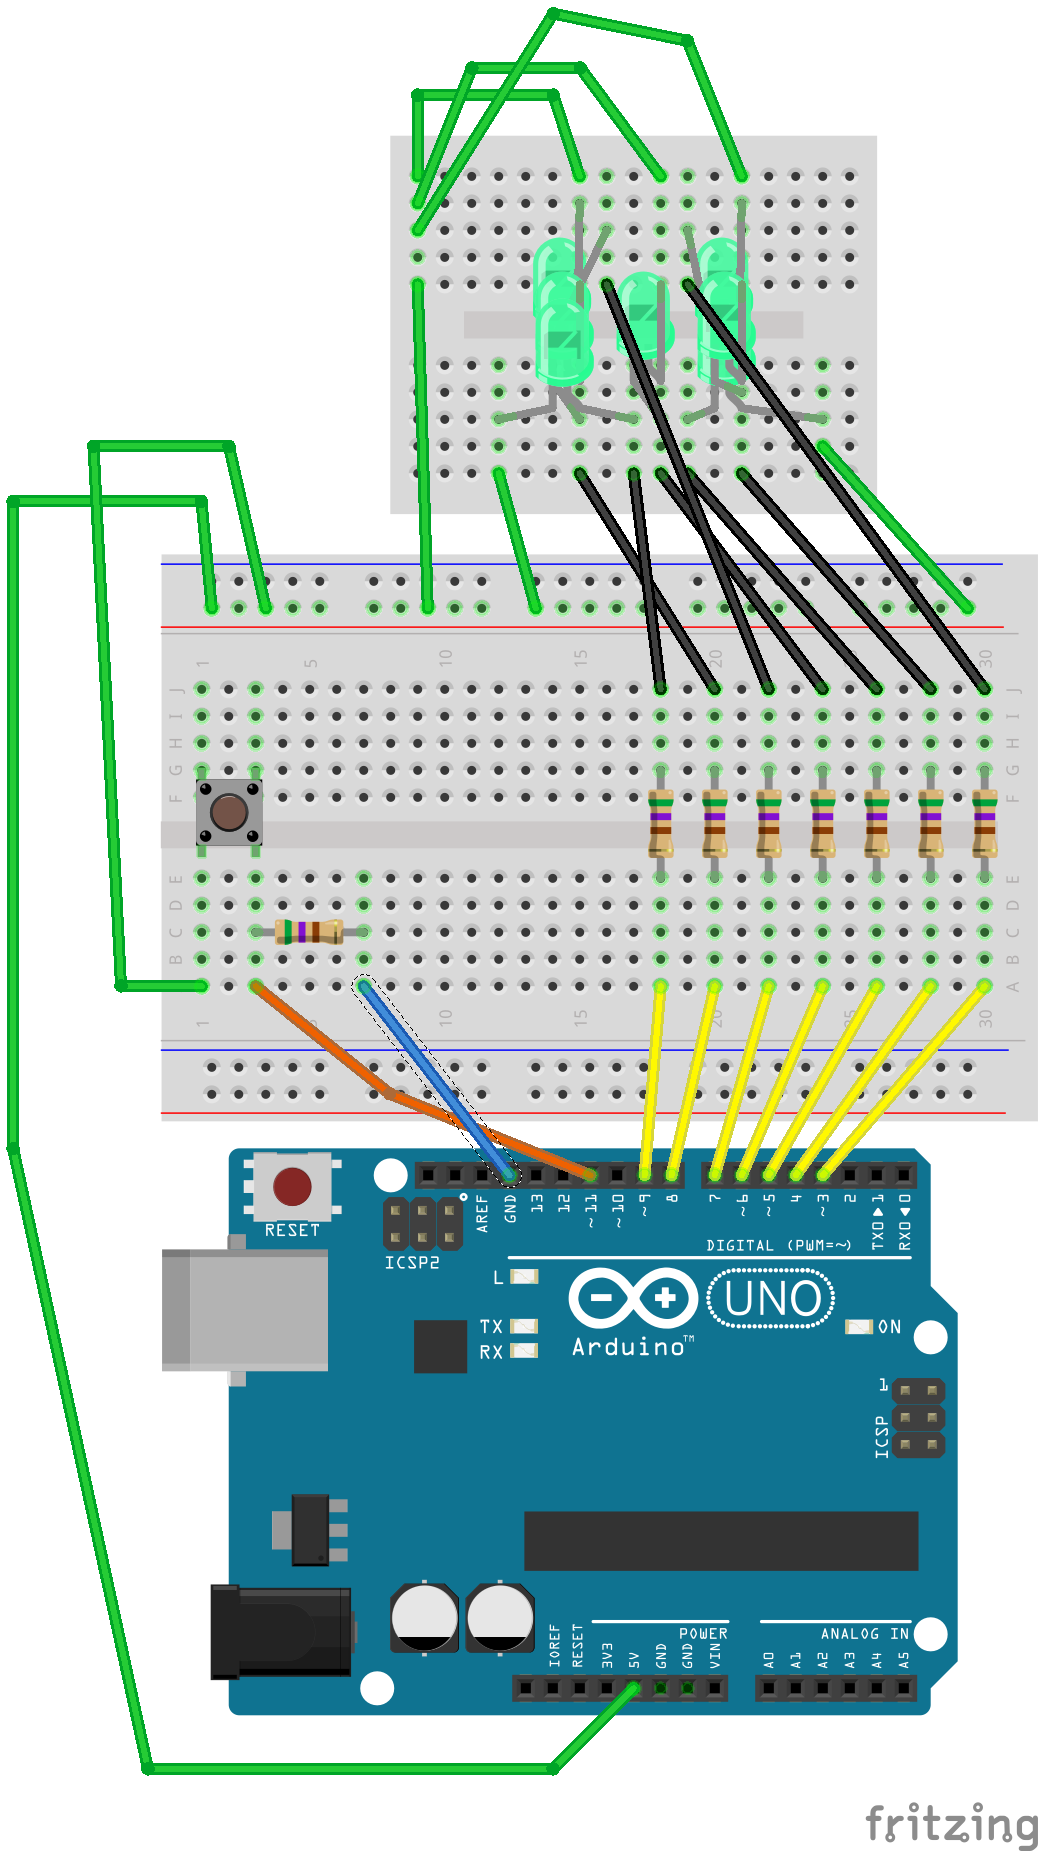 1 5 10 15 20 25 30
J J
I I
H H
G G
F F
E E
D D
C C
B B
A A
1 5 10 15 20 25 30
RESET
ICSP2
AREF GND 13 12 ~11 ~10 ~9 8 7 ~6 ~5 4 ~3 2 TX0▶1 RX0◀0
DIGITAL (PWM=~)
L
TX
RX
Arduino™
UNO
ON
1
ICSP
IOREF RESET 3V3 5V GND GND VIN A0 A1 A2 A3 A4 A5
POWER ANALOG IN
fritzing